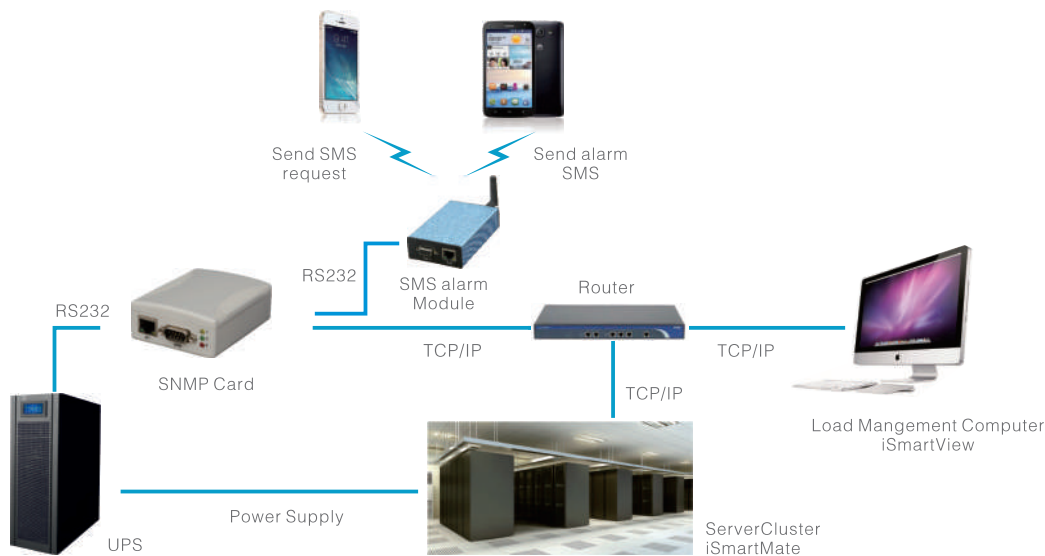 Send SMS
request
Send alarm
SMS
RS232
SMS alarm
Module
Router
RS232
TCP/IP
TCP/IP
SNMP Card
TCP/IP
Load Mangement Computer
iSmartView
Power Supply
UPS
ServerCluster
iSmartMate